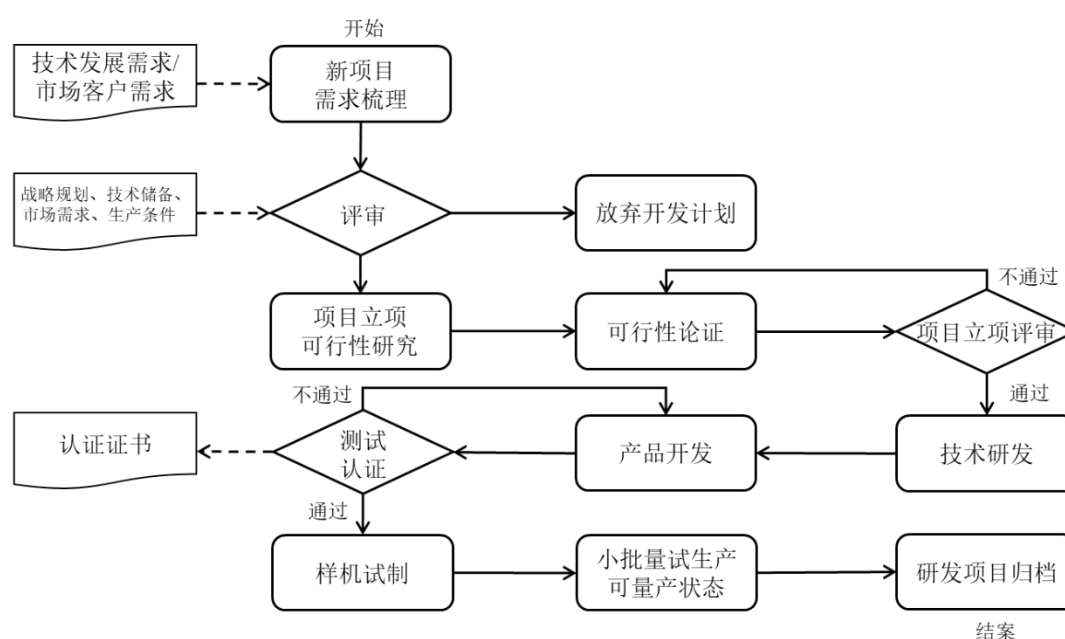 开始
技术发展需求/
市场客户需求
新项目
需求梳理
战略规划、技术储备、
市场需求、生产条件
评审
放弃开发计划
不通过
项目立项
可行性研究
可行性论证
项目立项评审
不通过
通过
认证证书
测试
认证
产品开发
技术研发
通过
样机试制
小批量试生产
可量产状态
研发项目归档
结案